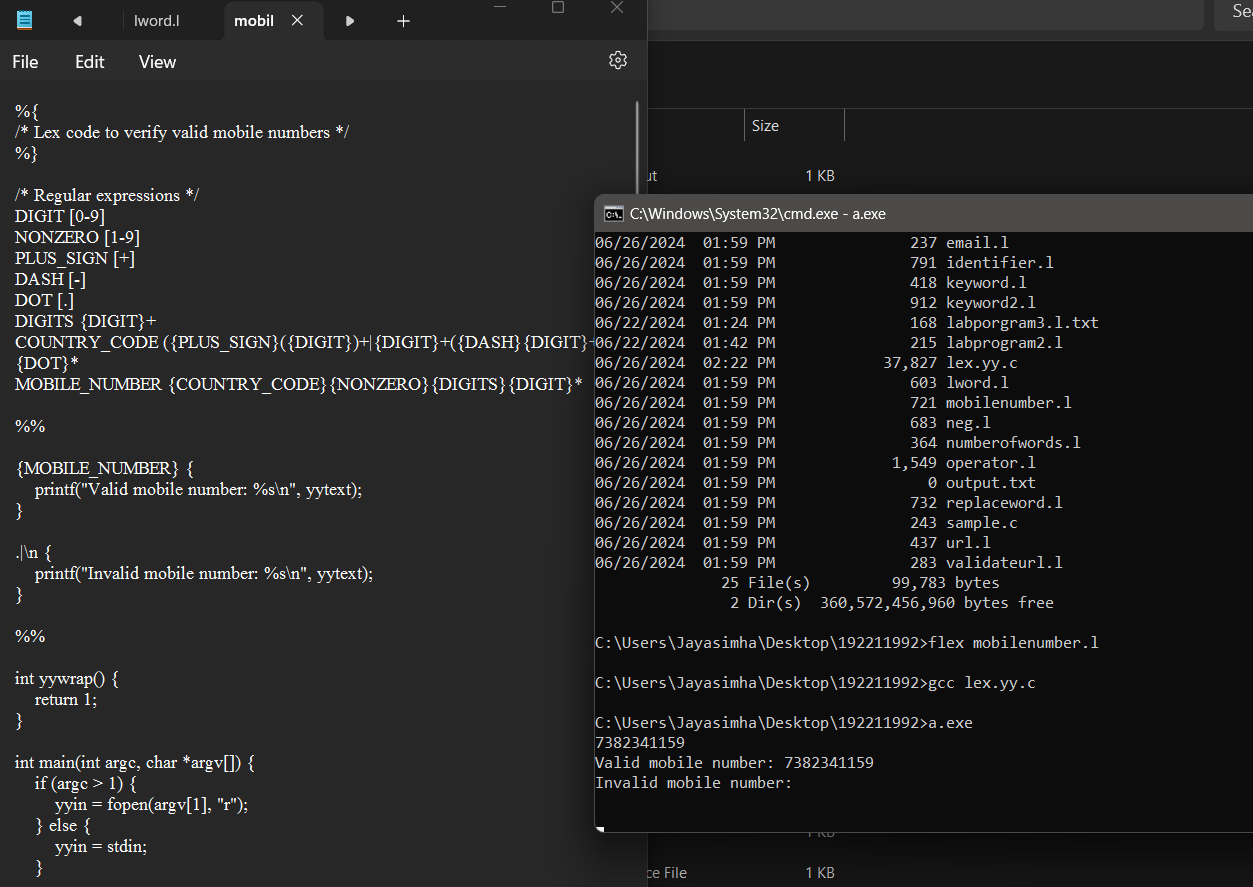 lword.l
mobil
File Edit View
%{
/* Lex code to verify valid mobile numbers */
%}
/* Regular expressions */
DIGIT [0-9]
NONZERO [1-9]
PLUS_SIGN [+]
DASH [-]
DOT [.]
DIGITS {DIGIT}+
COUNTRY_CODE ({PLUS_SIGN}({DIGIT})+|{DIGIT}+({DASH}{DIGIT}+
{DOT}*
MOBILE_NUMBER {COUNTRY_CODE}{NONZERO}{DIGITS}{DIGIT}*
%%
{MOBILE_NUMBER} {
printf("Valid mobile number: %s\n", yytext);
}
.|\n {
printf("Invalid mobile number: %s\n", yytext);
}
%%
int yywrap() {
return 1;
}
int main(int argc, char *argv[]) {
if (argc > 1) {
yyin = fopen(argv[1], "r");
} else {
yyin = stdin;
}
Se
Size
ut 1 KB
C:\Windows\System32\cmd.exe - a.exe
06/26/2024 01:59 PM 237 email.l
06/26/2024 01:59 PM 791 identifier.l
06/26/2024 01:59 PM 418 keyword.l
06/26/2024 01:59 PM 912 keyword2.l
06/22/2024 01:24 PM 168 labporgram3.l.txt
06/22/2024 01:42 PM 215 labprogram2.l
06/26/2024 02:22 PM 37,827 lex.yy.c
06/26/2024 01:59 PM 603 lword.l
06/26/2024 01:59 PM 721 mobilenumber.l
06/26/2024 01:59 PM 683 neg.l
06/26/2024 01:59 PM 364 numberofwords.l
06/26/2024 01:59 PM 1,549 operator.l
06/26/2024 01:59 PM 0 output.txt
06/26/2024 01:59 PM 732 replaceword.l
06/26/2024 01:59 PM 243 sample.c
06/26/2024 01:59 PM 437 url.l
06/26/2024 01:59 PM 283 validateurl.l
25 File(s) 99,783 bytes
2 Dir(s) 360,572,456,960 bytes free
C:\Users\Jayasimha\Desktop\192211992>flex mobilenumber.l
C:\Users\Jayasimha\Desktop\192211992>gcc lex.yy.c
C:\Users\Jayasimha\Desktop\192211992>a.exe
7382341159
Valid mobile number: 7382341159
Invalid mobile number:
1 KB
ce File 1 KB